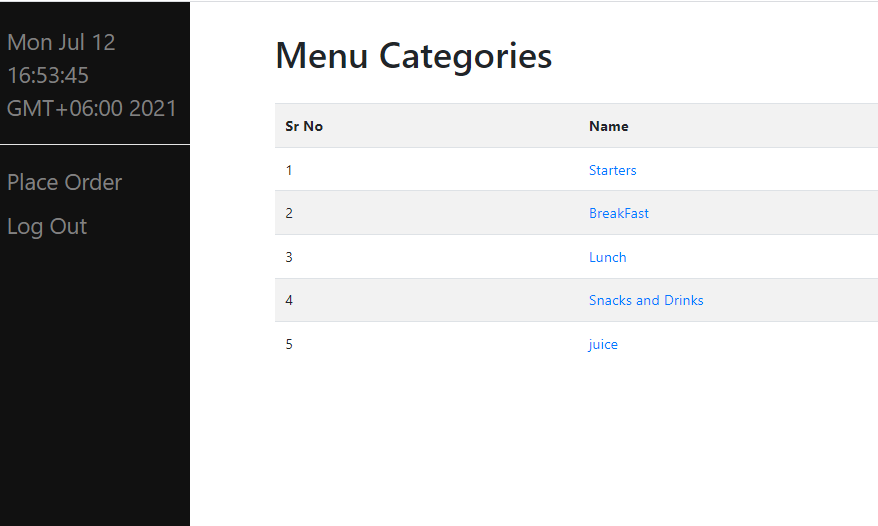 Mon Jul 12
16:53:45
GMT+06:00 2021
Place Order
Log Out
Menu Categories
Sr No Name
1 Starters
2 BreakFast
3 Lunch
4 Snacks and Drinks
5 juice